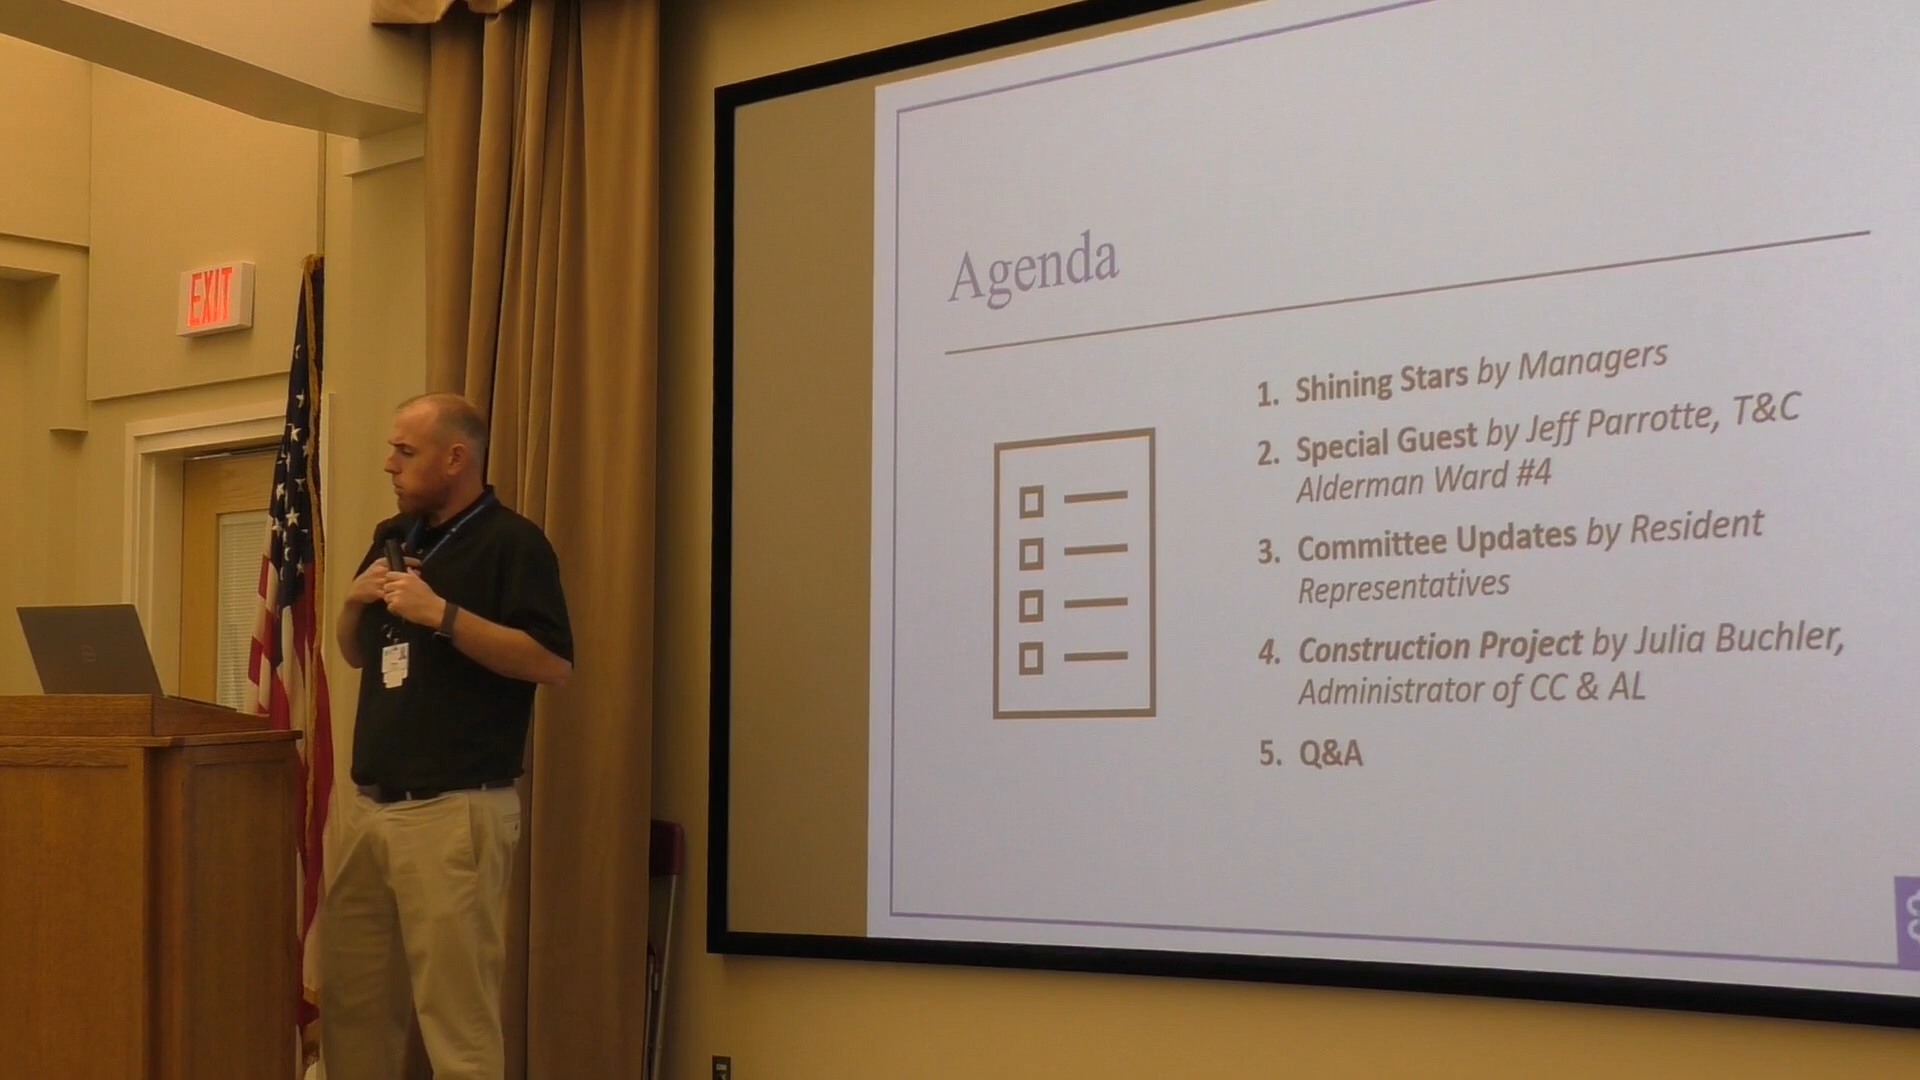 EXIT
Agenda
1. Shining Stars by Managers
2. Special Guest by Jeff Parrotte, T&C
Alderman Ward #4
3. Committee Updates by Resident
Representatives
4. Construction Project by Julia Buchler,
Administrator of CC & AL
5. Q&A